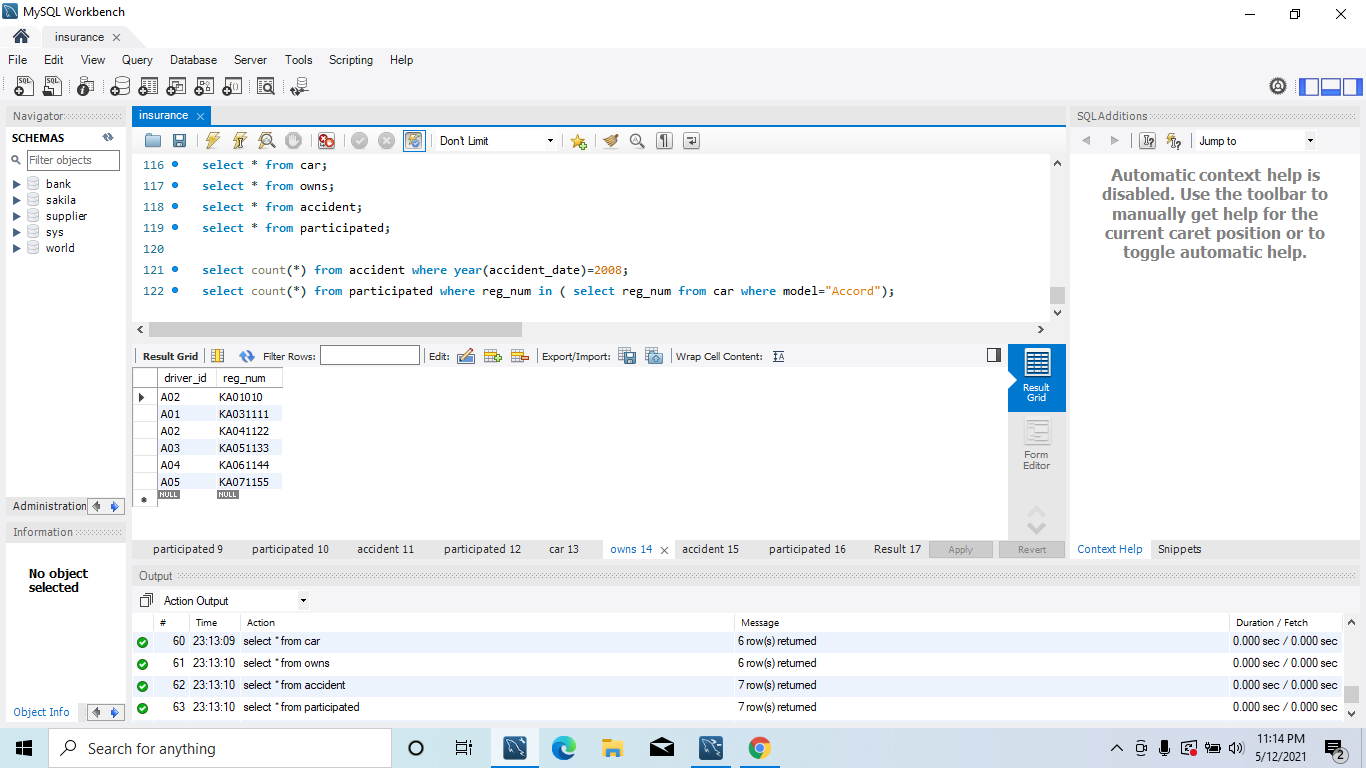 MySQL Workbench
insurance
File Edit View Query Database Server Tools Scripting Help
Navigator
SCHEMAS
Filter objects
bank
sakila
supplier
sys
world
Administration
Information
No object
selected
Object Info
insurance
Don't Limit
116 select * from car;
117 select * from owns;
118 select * from accident;
119 select * from participated;
120
121 select count(*) from accident where year(accident_date)=2008;
122 select count(*) from participated where reg_num in ( select reg_num from car where model="Accord");
Result Grid Filter Rows: Edit: Export/Import: Wrap Cell Content:
driver_id reg_num
A02 KA01010
A01 KA031111
A02 KA041122
A03 KA051133
A04 KA061144
A05 KA071155
NULL NULL
Result
Grid
Form
Editor
participated 9 participated 10 accident 11 participated 12 car 13 owns 14 accident 15 participated 16 Result 17 Apply Revert
Output
Action Output
# Time Action Message Duration / Fetch
60 23:13:09 select * from car 6 row(s) returned 0.000 sec / 0.000 sec
61 23:13:10 select * from owns 6 row(s) returned 0.000 sec / 0.000 sec
62 23:13:10 select * from accident 7 row(s) returned 0.000 sec / 0.000 sec
63 23:13:10 select * from participated 7 row(s) returned 0.000 sec / 0.000 sec
SQLAdditions
Jump to
Automatic context help is
disabled. Use the toolbar to
manually get help for the
current caret position or to
toggle automatic help.
Context Help Snippets
Search for anything
11:14 PM
5/12/2021
2